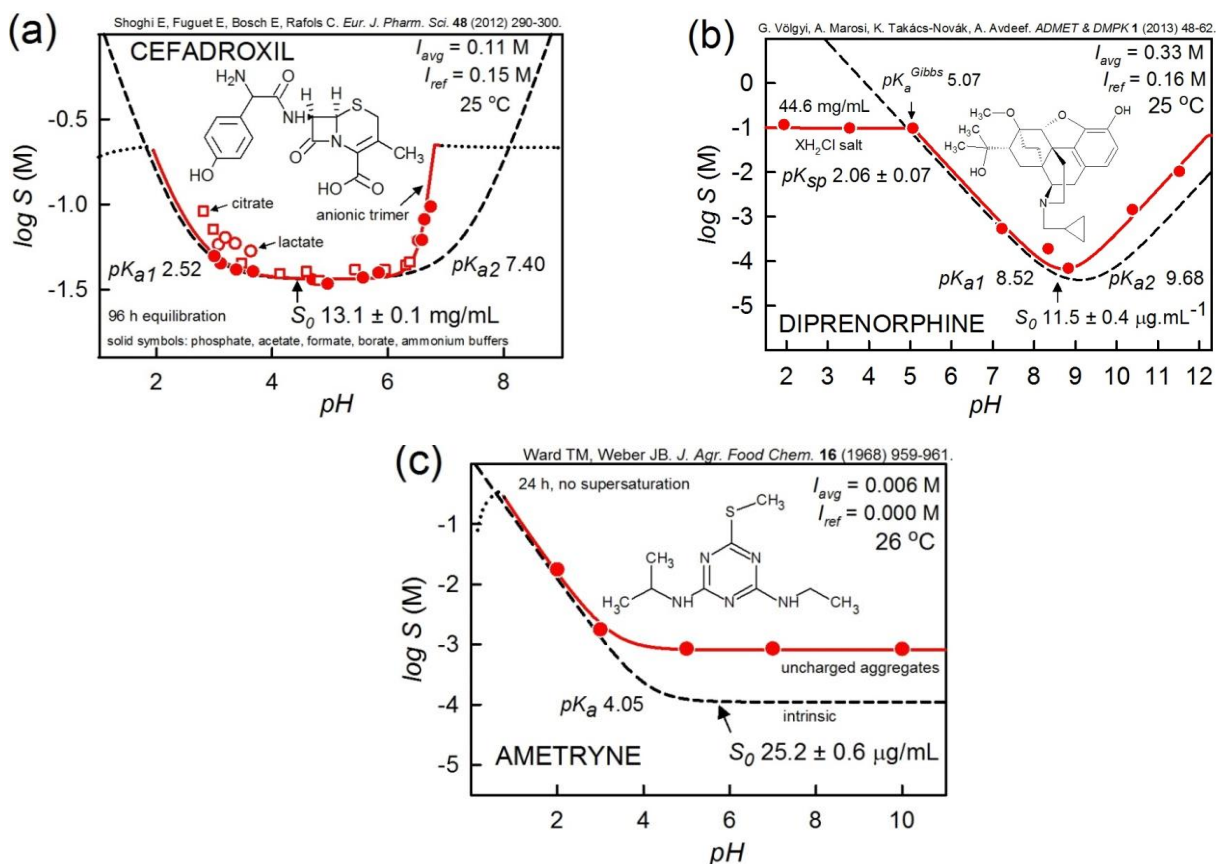 Shoghi E, Fuguet E, Bosch E, Rafols C. Eur. J. Pharm. Sci. 48 (2012) 290-300.
(a)
CEFADROXIL
I_avg = 0.11 M
I_ref = 0.15 M
25 °C
H2N
O
NH
H
H
S
N
O
CH3
HO
HO
O
-0.5
-1.0
-1.5
log S (M)
citrate
lactate
anionic trimer
pKa1 2.52
pKa2 7.40
S0 13.1 ± 0.1 mg/mL
96 h equilibration
solid symbols: phosphate, acetate, formate, borate, ammonium buffers
2
4
6
8
pH
G. Völgyi, A. Marosi, K. Takács-Novák, A. Avdeef. ADMET & DMPK 1 (2013) 48-62.
(b)
I_avg = 0.33 M
I_ref = 0.16 M
25 °C
pKa^Gibbs 5.07
44.6 mg/mL
XH2Cl salt
pKsp 2.06 ± 0.07
H3C
O
O
OH
CH3
H3C
HO
H
N
0
-1
-2
-3
-4
-5
log S (M)
pKa1 8.52
pKa2 9.68
S0 11.5 ± 0.4 µg.mL-1
DIPRENORPHINE
2 3 4 5 6 7 8 9 10 11 12
pH
Ward TM, Weber JB. J. Agr. Food Chem. 16 (1968) 959-961.
(c)
24 h, no supersaturation
I_avg = 0.006 M
I_ref = 0.000 M
26 °C
CH3
S
CH3
N
N
H3C
NH
N
NH
CH3
-1
-2
-3
-4
-5
log S (M)
uncharged aggregates
pKa 4.05
intrinsic
S0 25.2 ± 0.6 µg/mL
AMETRYNE
2
4
6
8
10
pH